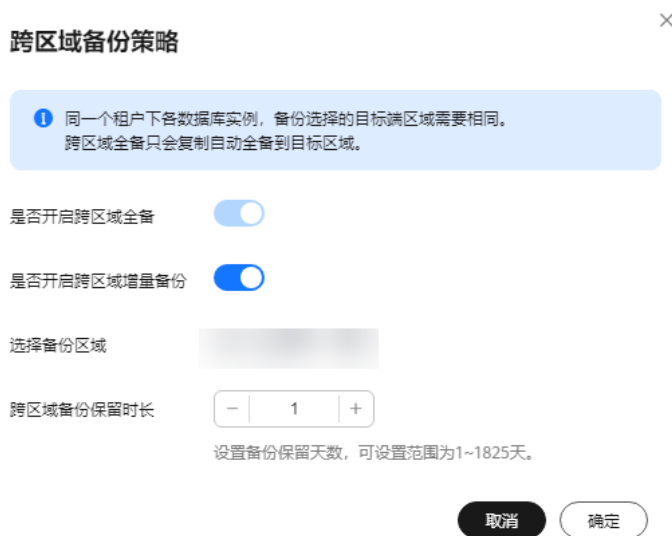 跨区域备份策略
同一个租户下各数据库实例，备份选择的目标端区域需要相同。
跨区域全备只会复制自动全备到目标区域。
是否开启跨区域全备
是否开启跨区域增量备份
选择备份区域
跨区域备份保留时长
1
设置备份保留天数，可设置范围为1~1825天。
取消 确定